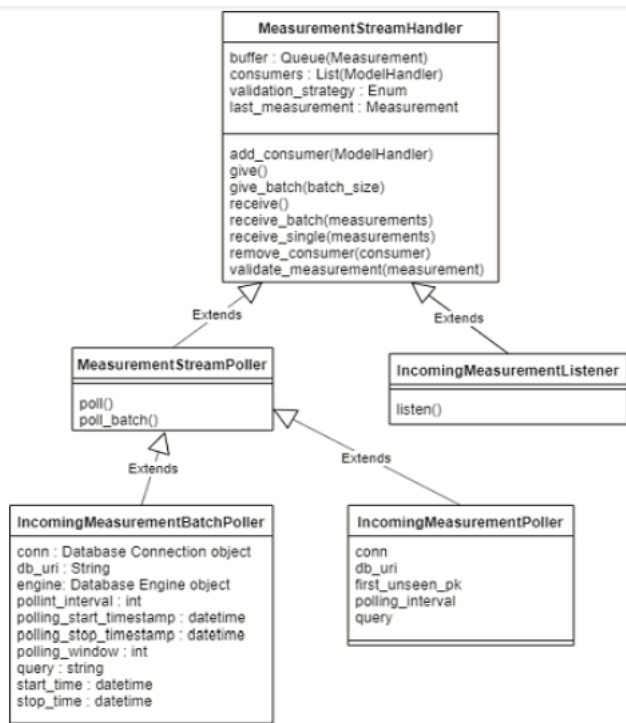 MeasurementStreamHandler
buffer : Queue(Measurement)
consumers : List(ModelHandler)
validation_strategy : Enum
last_measurement : Measurement
add_consumer(ModelHandler)
give()
give_batch(batch_size)
receive()
receive_batch(measurements)
receive_single(measurements)
remove_consumer(consumer)
validate_measurement(measurement)
Extends
Extends
MeasurementStreamPoller
poll()
poll_batch()
IncomingMeasurementListener
listen()
Extends
Extends
IncomingMeasurementBatchPoller
conn : Database Connection object
db_uri : String
engine: Database Engine object
pollint_interval : int
polling_start_timestamp : datetime
polling_stop_timestamp : datetime
polling_window : int
query : string
start_time : datetime
stop_time : datetime
IncomingMeasurementPoller
conn
db_uri
first_unseen_pk
polling_interval
query